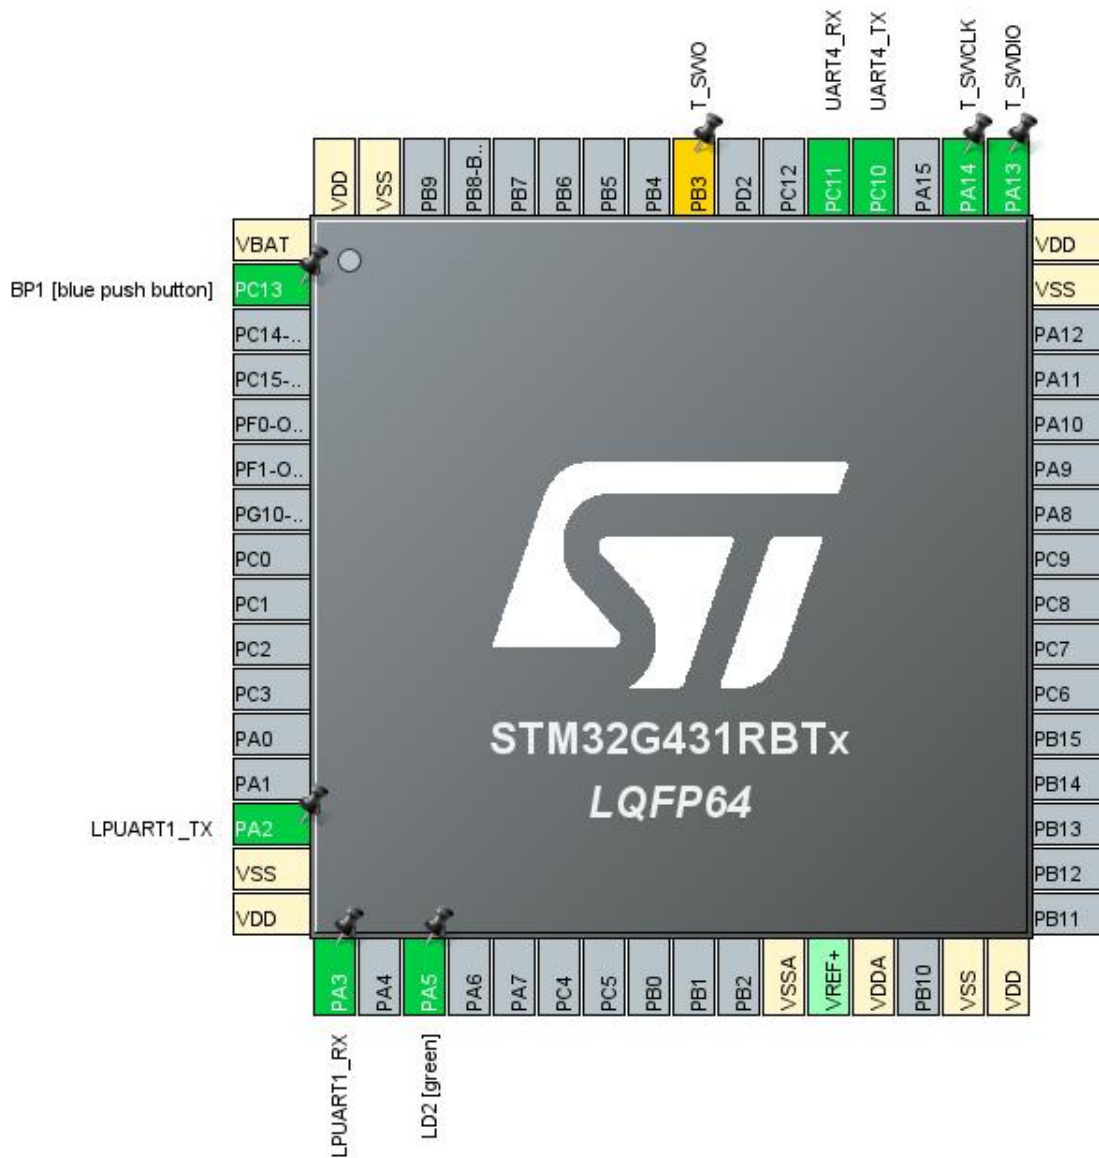 T_SWO
UART4_RX
UART4_TX
T_SWCLK
T_SWDIO
VDD
VSS
PB9
PB8-B..
PB7
PB6
PB5
PB4
PB3
PD2
PC12
PC11
PC10
PA15
PA14
PA13
VBAT
BP1 [blue push button]
PC13
PC14-..
PC15-..
PF0-O..
PF1-O..
PG10-..
PC0
PC1
PC2
PC3
PA0
PA1
LPUART1_TX
PA2
VSS
VDD
VDD
VSS
PA12
PA11
PA10
PA9
PA8
PC9
PC8
PC7
PC6
PB15
PB14
PB13
PB12
PB11
ST
STM32G431RBTx
LQFP64
PA3
PA4
PA5
PA6
PA7
PC4
PC5
PB0
PB1
PB2
VSSA
VREF+
VDDA
PB10
VSS
VDD
LPUART1_RX
LD2 [green]